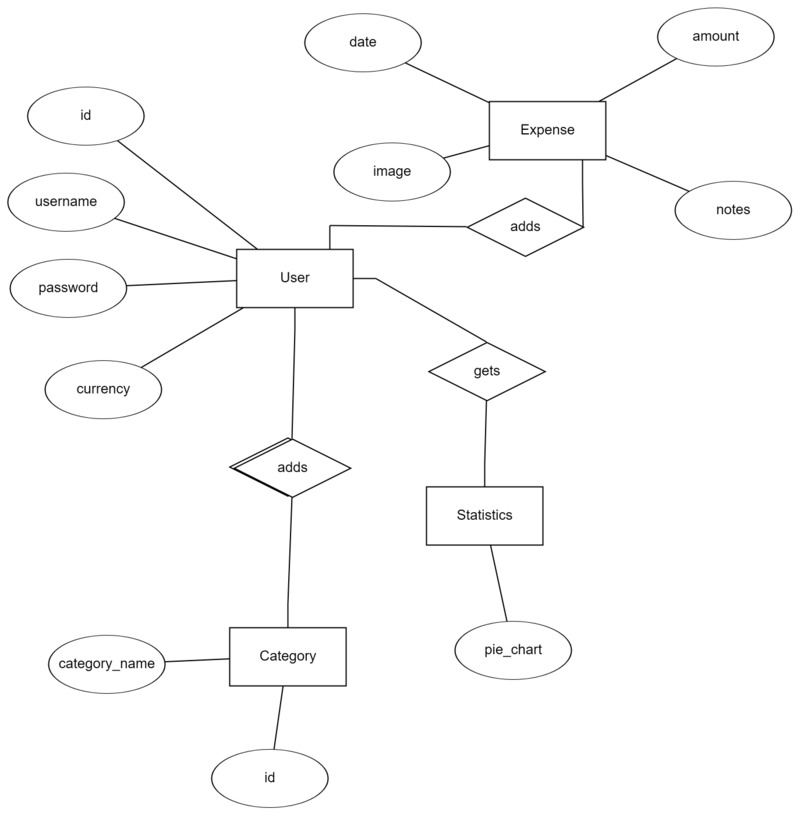 date
amount
id
Expense
image
username
notes
adds
User
password
gets
currency
adds
Statistics
category_name
Category
pie_chart
id